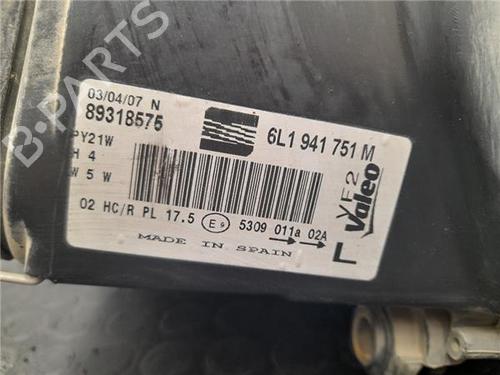 B-PARTS
03/04/07 N
89318575
6L1 941 751 M
PY21W
H 4
W 5 W
VF2
Valeo
02 HC/R PL 17.5 E9 5309 011a 02A
L
MADE IN SPAIN